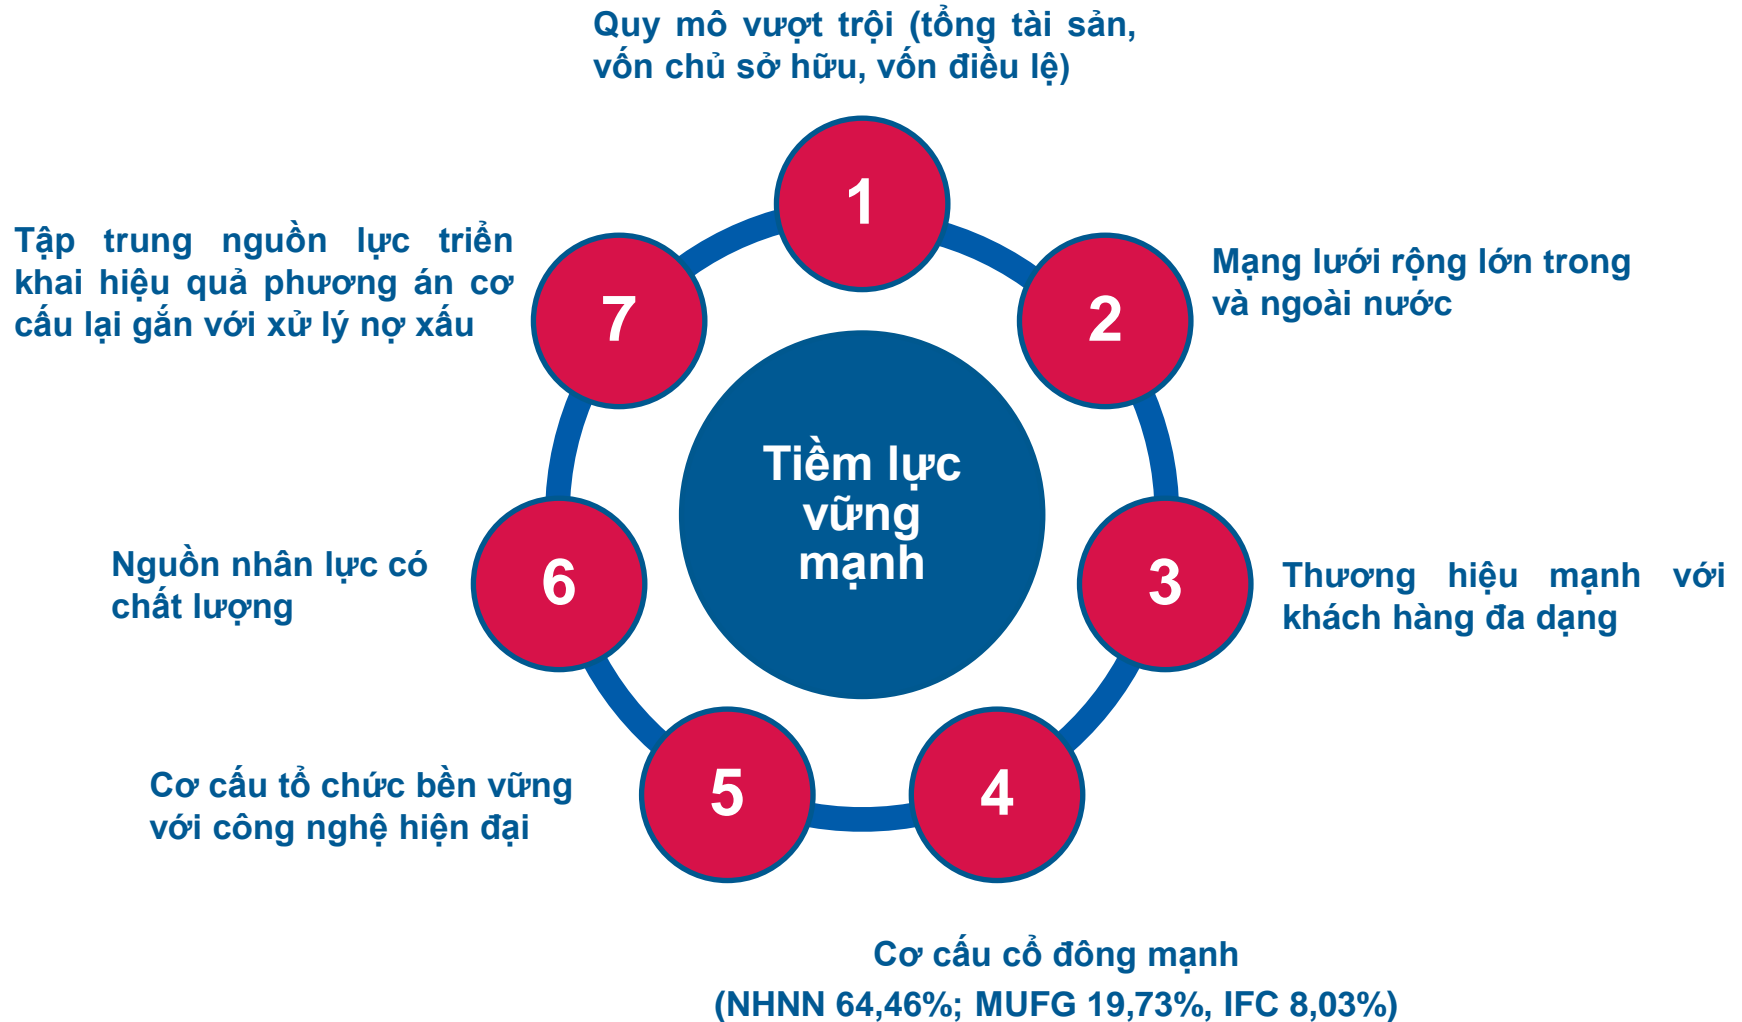 Quy mô vượt trội (tổng tài sản,
vốn chủ sở hữu, vốn điều lệ)
1
Mạng lưới rộng lớn trong
và ngoài nước
2
Thương hiệu mạnh với
khách hàng đa dạng
3
Cơ cấu cổ đông mạnh
(NHNN 64,46%; MUFG 19,73%, IFC 8,03%)
4
Cơ cấu tổ chức bền vững
với công nghệ hiện đại
5
Nguồn nhân lực có
chất lượng
6
Tập trung nguồn lực triển
khai hiệu quả phương án cơ
cấu lại gắn với xử lý nợ xấu
7
Tiềm lực
vững
mạnh